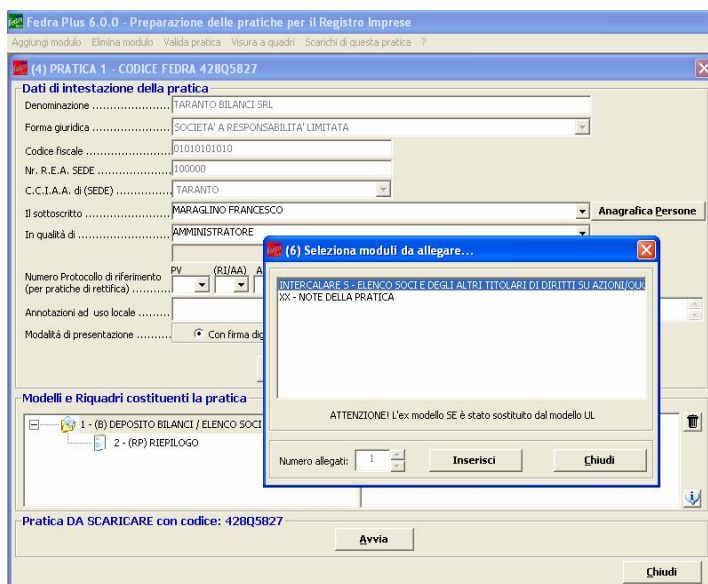 Fedra Plus 6.0.0 - Preparazione delle pratiche per il Registro Imprese
Aggiungi modulo Elimina modulo Valida pratica Visura a quadri Scarichi di questa pratica ?
(4) PRATICA 1 - CODICE FEDRA 428Q5827
Dati di intestazione della pratica
Denominazione ...................... TARANTO BILANCI SRL
Forma giuridica ...................... SOCIETA' A RESPONSABILITA' LIMITATA
Codice fiscale ...................... 01010101010
Nr. R.E.A. SEDE ...................... 100000
C.C.I.A.A. di (SEDE) ............... TARANTO
Il sottoscritto ...................... MARAGLINO FRANCESCO Anagrafica Persone
In qualità di ...................... AMMINISTRATORE
Numero Protocollo di riferimento PV (RI/AA) A
(per pratiche di rettifica) ..........
Annotazioni ad uso locale .........
Modalità di presentazione .......... Con firma dig
(6) Seleziona moduli da allegare...
INTERCALARE S - ELENCO SOCI E DEGLI ALTRI TITOLARI DI DIRITTI SU AZIONI/QUO
XX - NOTE DELLA PRATICA
ATTENZIONE! L'ex modello SE è stato sostituito dal modello UL
Numero allegati: 1 Inserisci Chiudi
Modelli e Riquadri costituenti la pratica
1 - (B) DEPOSITO BILANCI / ELENCO SOCI
2 - (RP) RIEPILOGO
Pratica DA SCARICARE con codice: 428Q5827
Avvia
Chiudi